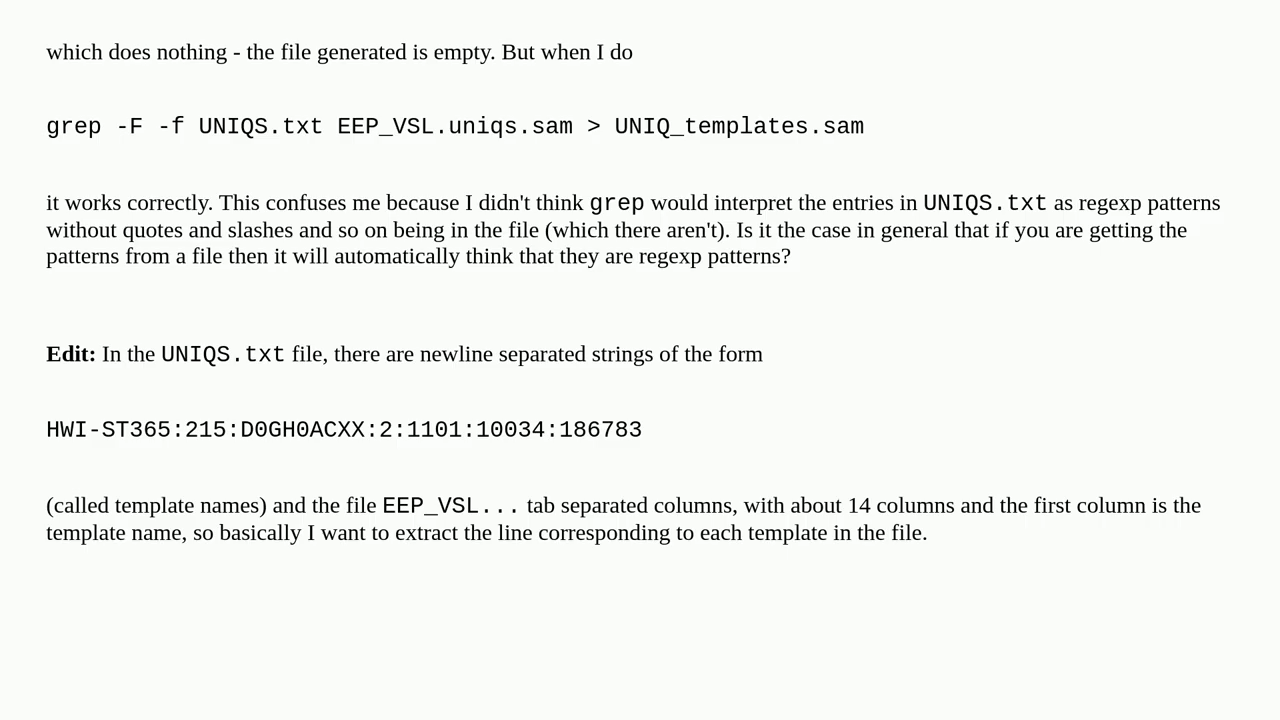 which does nothing - the file generated is empty. But when I do
grep -F -f UNIQS.txt EEP_VSL.uniqs.sam > UNIQ_templates.sam
it works correctly. This confuses me because I didn't think grep would interpret the entries in UNIQS.txt as regexp patterns
without quotes and slashes and so on being in the file (which there aren't). Is it the case in general that if you are getting the
patterns from a file then it will automatically think that they are regexp patterns?
Edit: In the UNIQS.txt file, there are newline separated strings of the form
HWI-ST365:215:D0GH0ACXX:2:1101:10034:186783
(called template names) and the file EEP_VSL... tab separated columns, with about 14 columns and the first column is the
template name, so basically I want to extract the line corresponding to each template in the file.